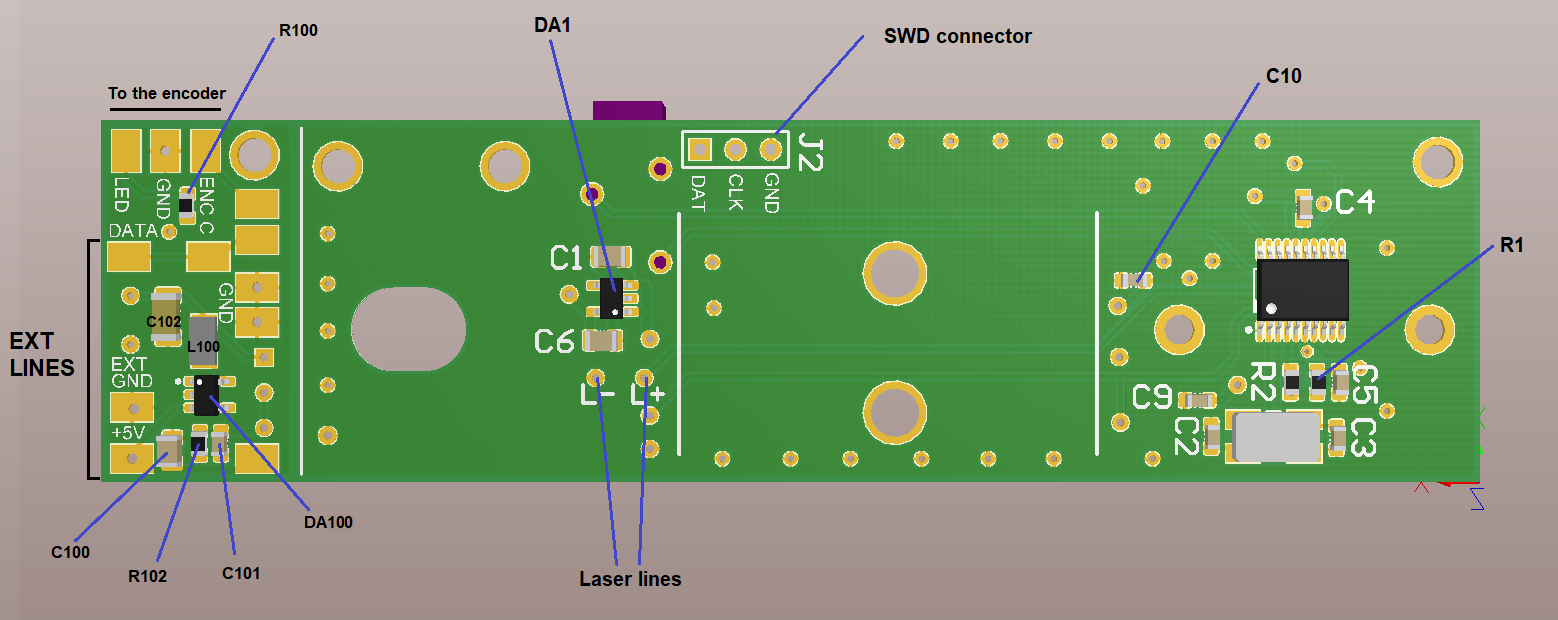 R100
DA1
SWD connector
C10
To the encoder
J2
LED
GND
ENC C
DAT
CLK
GND
C4
DATA
R1
C1
GND
C102
EXT
LINES
L100
C6
EXT
GND
L-
L+
R2
C5
C9
+5V
C2
C3
DA100
C100
R102
C101
Laser lines